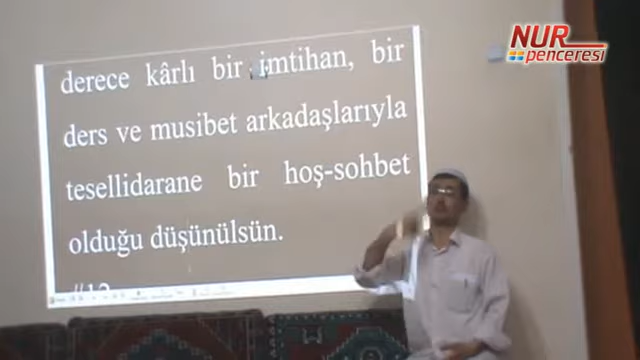 NUR
penceresi
derece kârlı bir imtihan, bir
ders ve musibet arkadaşlarıyla
tesellidarane bir hoş-sohbet
olduğu düşünülsün.